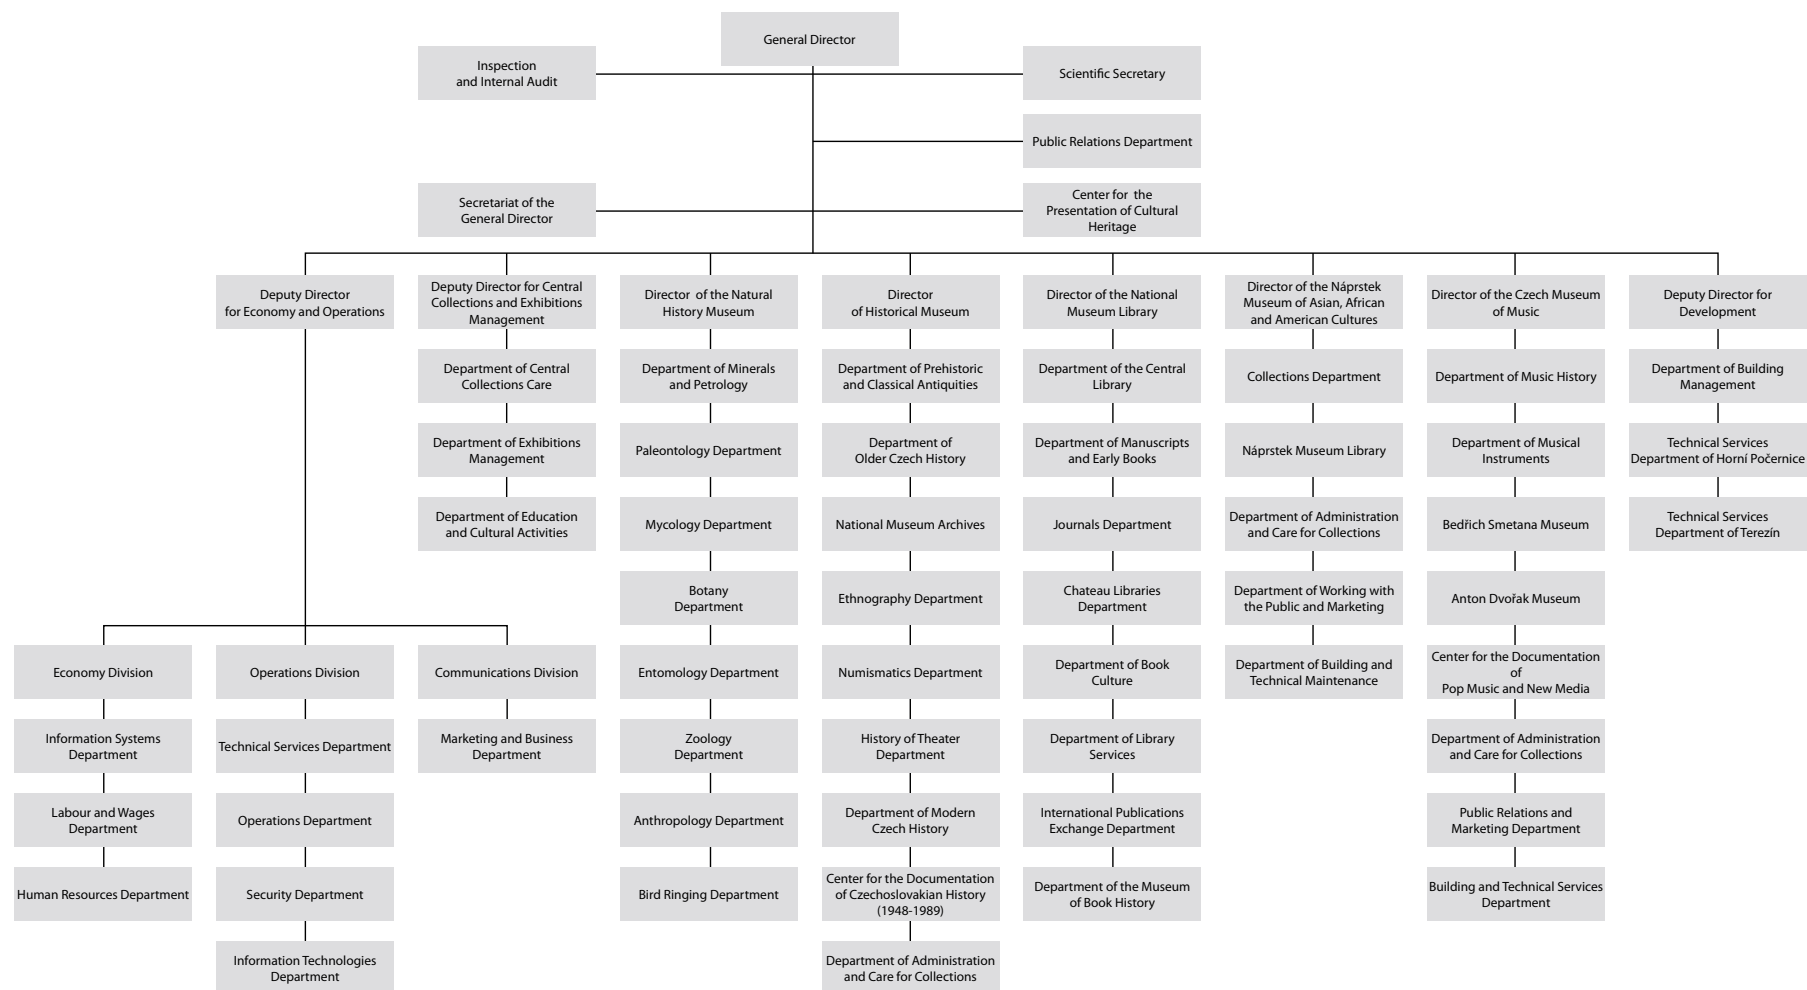 General Director
Inspection
and Internal Audit
Scientific Secretary
Public Relations Department
Secretariat of the
General Director
Center for the
Presentation of Cultural
Heritage
Deputy Director
for Economy and Operations
Deputy Director for Central
Collections and Exhibitions
Management
Director of the Natural
History Museum
Director
of Historical Museum
Director of the National
Museum Library
Director of the Náprstek
Museum of Asian, African
and American Cultures
Director of the Czech Museum
of Music
Deputy Director for
Development
Department of Central
Collections Care
Department of Minerals
and Petrology
Department of Prehistoric
and Classical Antiquities
Department of the Central
Library
Collections Department
Department of Music History
Department of Building
Management
Department of Exhibitions
Management
Paleontology Department
Department of
Older Czech History
Department of Manuscripts
and Early Books
Náprstek Museum Library
Department of Musical
Instruments
Technical Services
Department of Horní Počernice
Department of Education
and Cultural Activities
Mycology Department
National Museum Archives
Journals Department
Department of Administration
and Care for Collections
Bedřich Smetana Museum
Technical Services
Department of Terezín
Botany
Department
Ethnography Department
Chateau Libraries
Department
Department of Working with
the Public and Marketing
Anton Dvořak Museum
Economy Division
Operations Division
Communications Division
Entomology Department
Numismatics Department
Department of Book
Culture
Department of Building and
Technical Maintenance
Center for the Documentation
of
Pop Music and New Media
Information Systems
Department
Technical Services Department
Marketing and Business
Department
Zoology
Department
History of Theater
Department
Department of Library
Services
Department of Administration
and Care for Collections
Labour and Wages
Department
Operations Department
Anthropology Department
Department of Modern
Czech History
International Publications
Exchange Department
Public Relations and
Marketing Department
Human Resources Department
Security Department
Bird Ringing Department
Center for the Documentation
of Czechoslovakian History
(1948-1989)
Department of the Museum
of Book History
Building and Technical Services
Department
Information Technologies
Department
Department of Administration
and Care for Collections